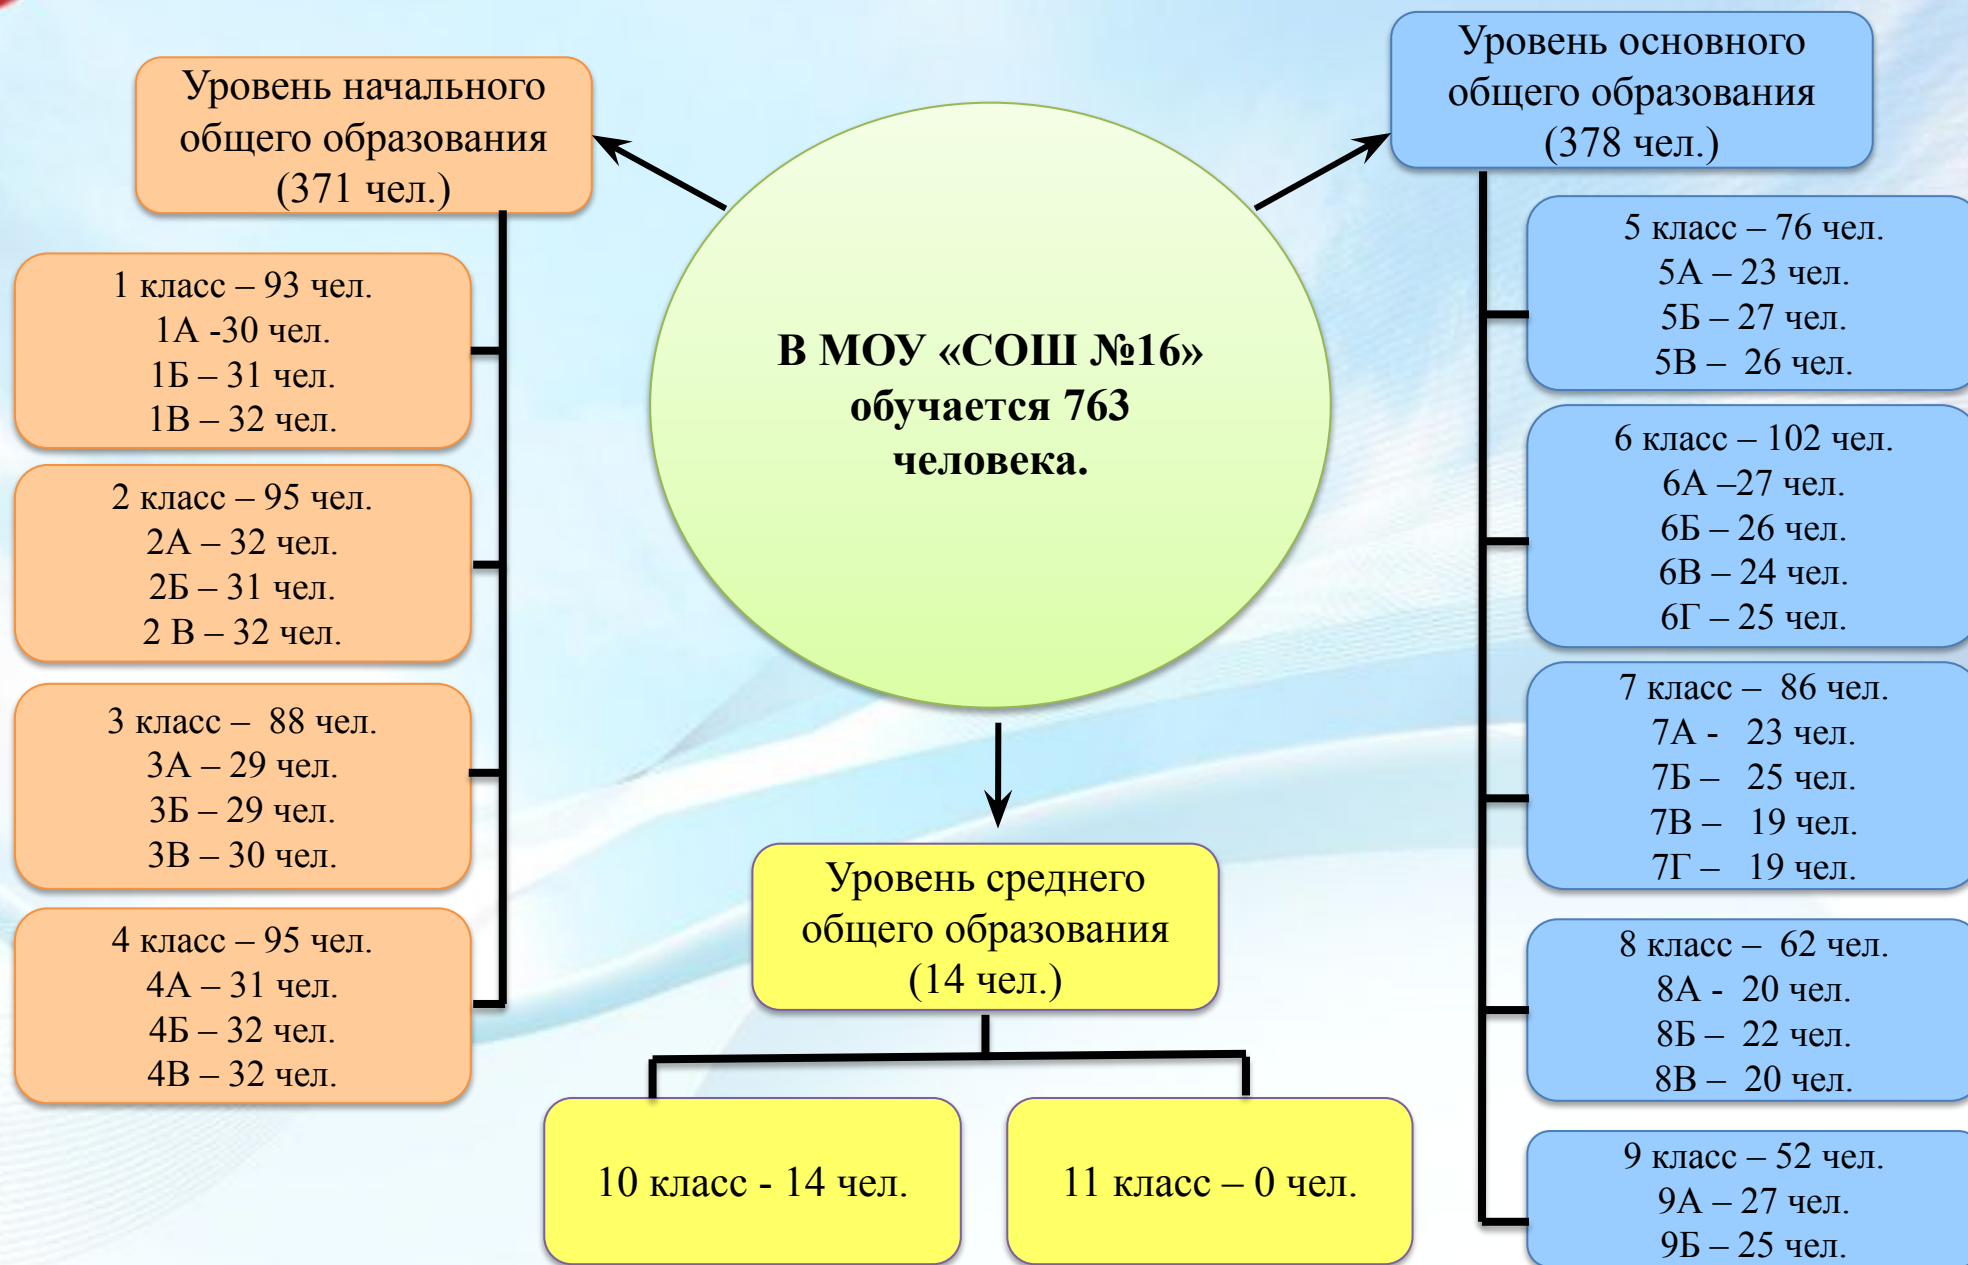 Уровень начального
общего образования
(371 чел.)
1 класс – 93 чел.
1А -30 чел.
1Б – 31 чел.
1В – 32 чел.
2 класс – 95 чел.
2А – 32 чел.
2Б – 31 чел.
2 В – 32 чел.
3 класс – 88 чел.
3А – 29 чел.
3Б – 29 чел.
3В – 30 чел.
4 класс – 95 чел.
4А – 31 чел.
4Б – 32 чел.
4В – 32 чел.
В МОУ «СОШ №16»
обучается 763
человека.
Уровень среднего
общего образования
(14 чел.)
10 класс - 14 чел.
11 класс – 0 чел.
Уровень основного
общего образования
(378 чел.)
5 класс – 76 чел.
5А – 23 чел.
5Б – 27 чел.
5В – 26 чел.
6 класс – 102 чел.
6А –27 чел.
6Б – 26 чел.
6В – 24 чел.
6Г – 25 чел.
7 класс – 86 чел.
7А - 23 чел.
7Б – 25 чел.
7В – 19 чел.
7Г – 19 чел.
8 класс – 62 чел.
8А - 20 чел.
8Б – 22 чел.
8В – 20 чел.
9 класс – 52 чел.
9А – 27 чел.
9Б – 25 чел.